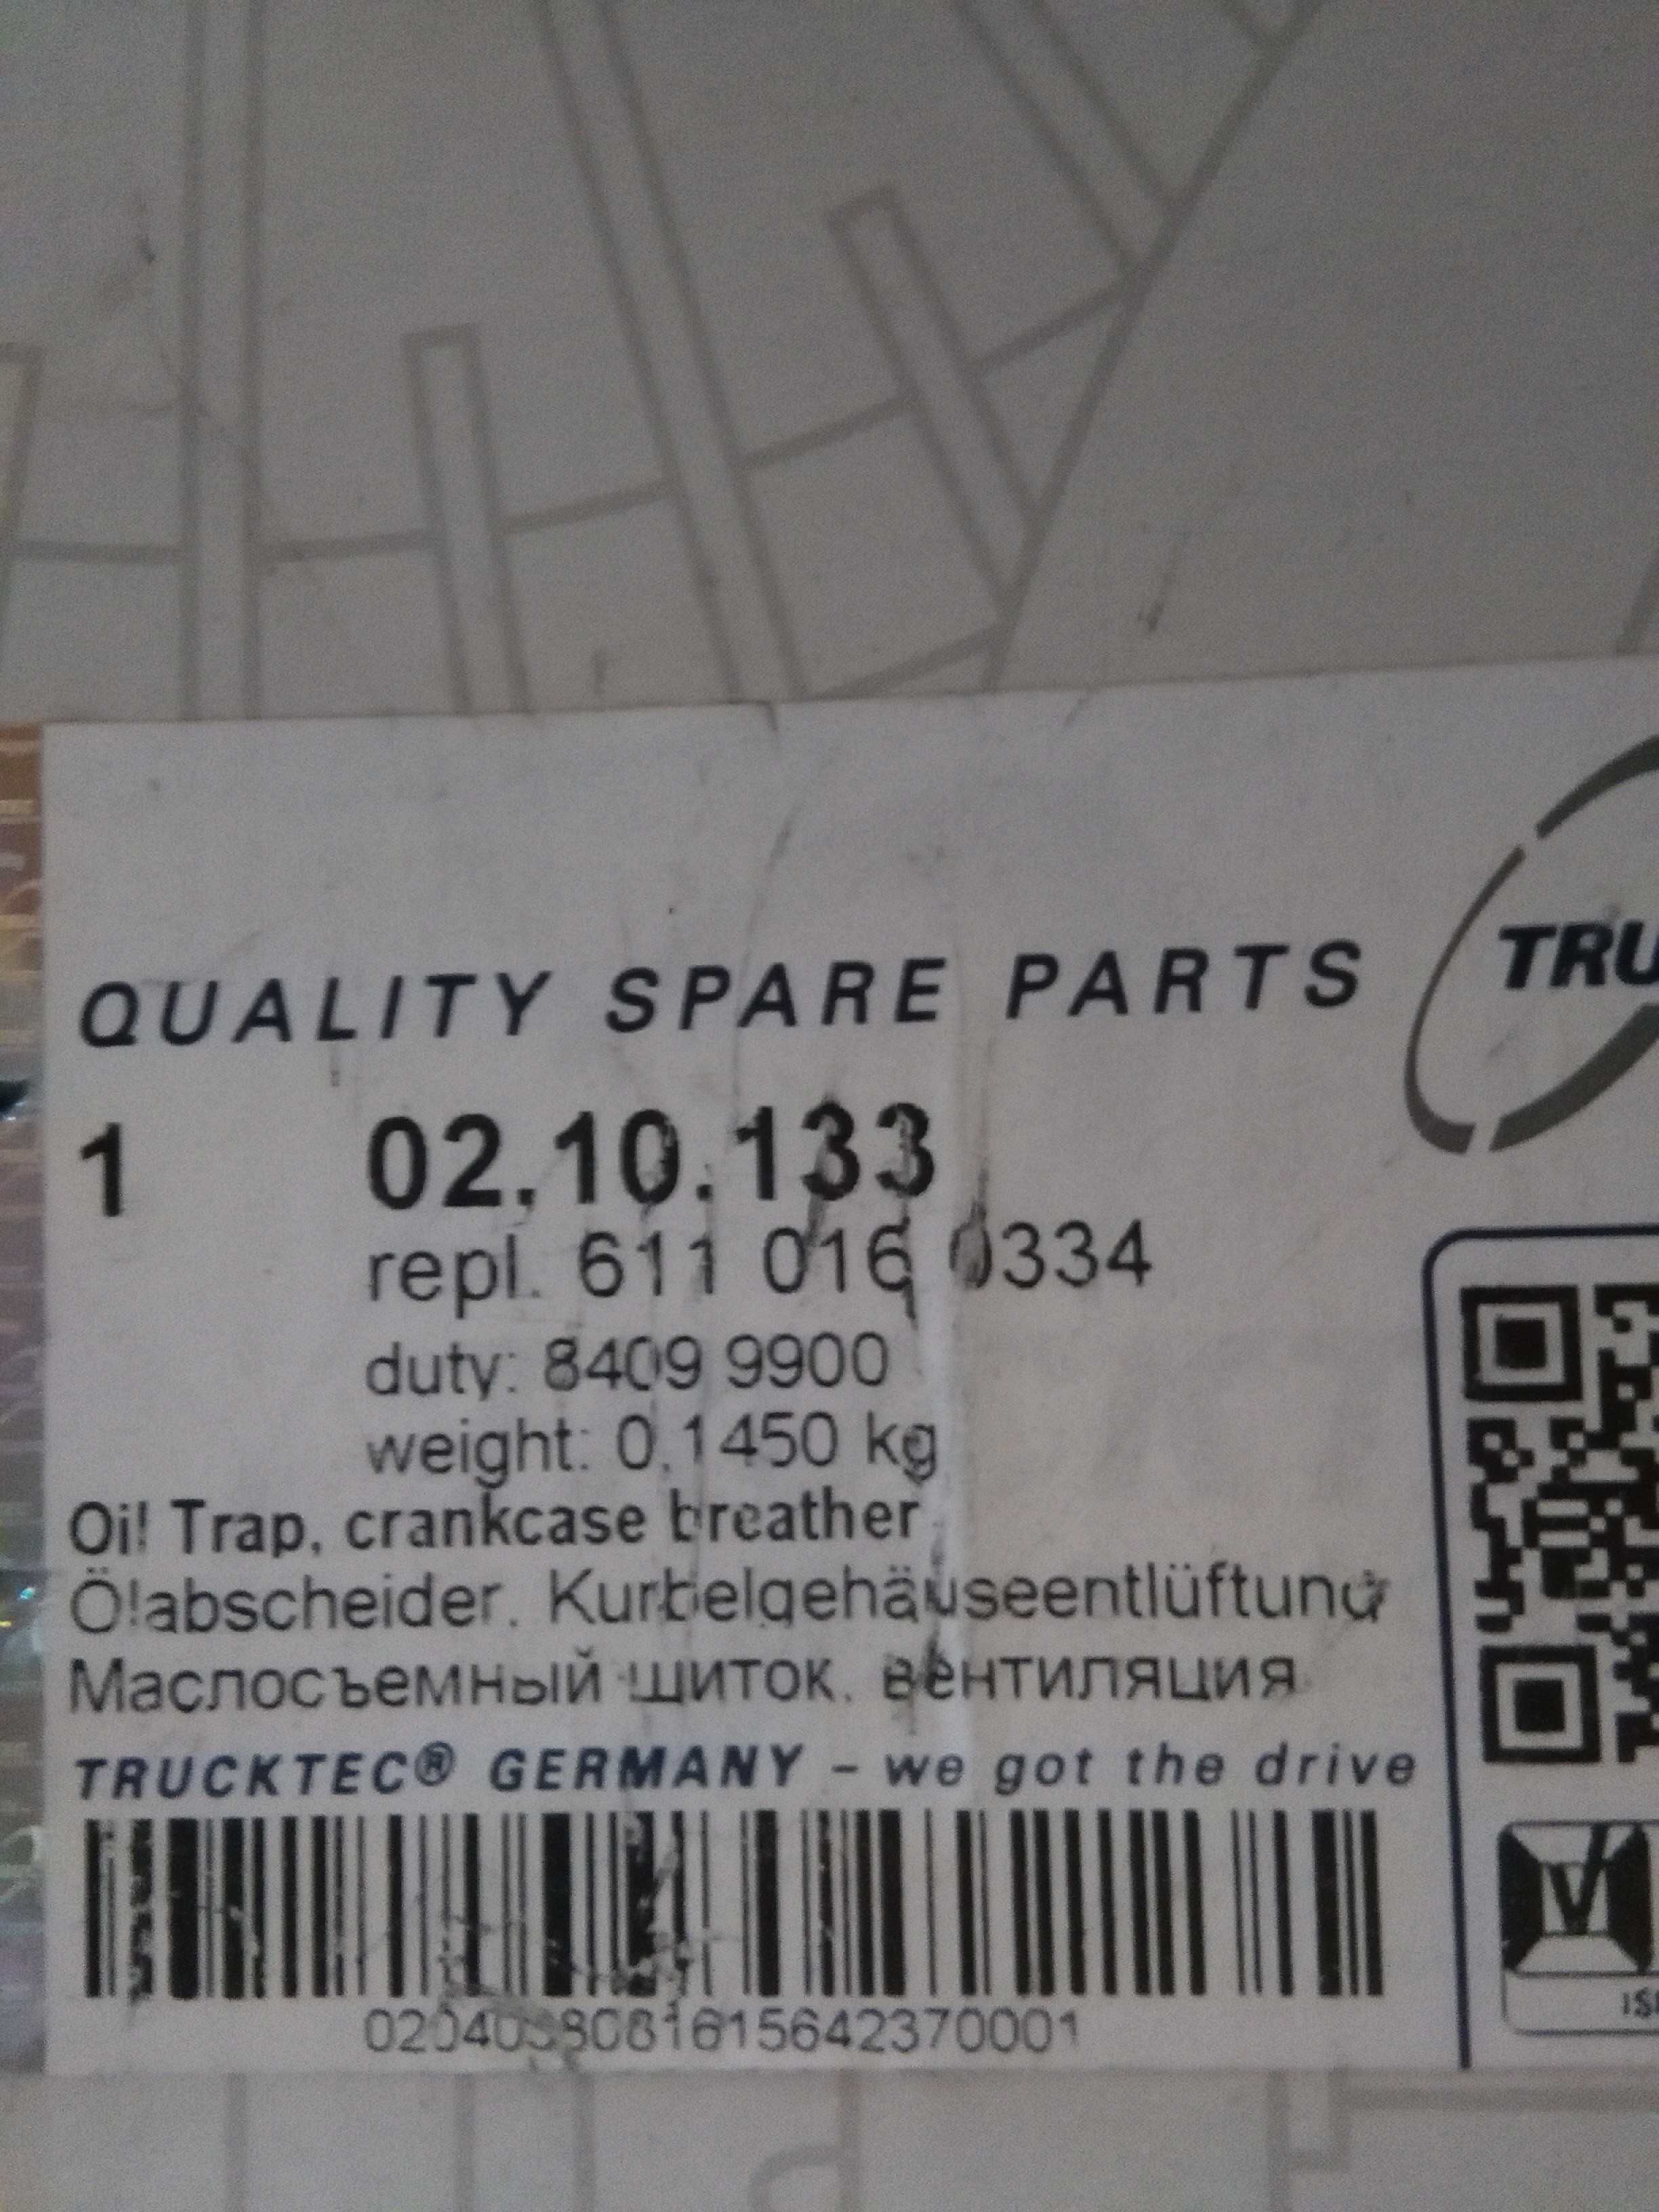 QUALITY SPARE PARTS
TRU
1 02.10.133
repl. 611 016 0334
duty: 8409 9900
weight: 0.1450 kg
Oil Trap, crankcase breather
Ölabscheider, Kurbelgehäuseentlüftung
Маслосъемный щиток, вентиляция
TRUCKTEC® GERMANY – we got the drive